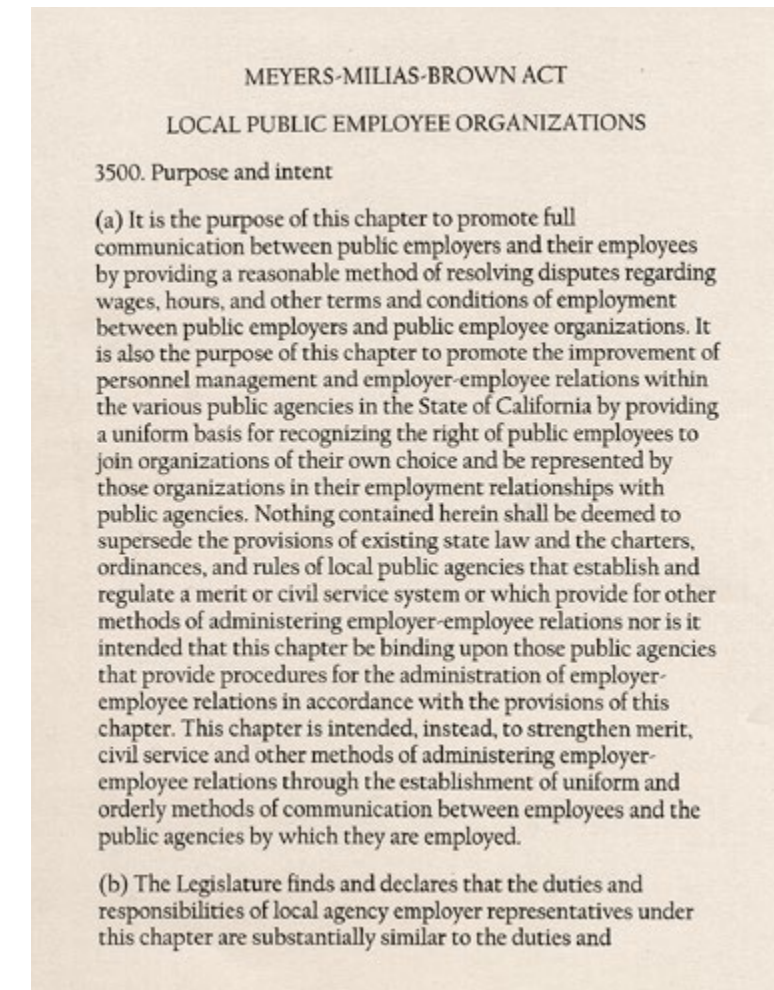 MEYERS-MILIAS-BROWN ACT
LOCAL PUBLIC EMPLOYEE ORGANIZATIONS
3500. Purpose and intent
(a) It is the purpose of this chapter to promote full
communication between public employers and their employees
by providing a reasonable method of resolving disputes regarding
wages, hours, and other terms and conditions of employment
between public employers and public employee organizations. It
is also the purpose of this chapter to promote the improvement of
personnel management and employer-employee relations within
the various public agencies in the State of California by providing
a uniform basis for recognizing the right of public employees to
join organizations of their own choice and be represented by
those organizations in their employment relationships with
public agencies. Nothing contained herein shall be deemed to
supersede the provisions of existing state law and the charters,
ordinances, and rules of local public agencies that establish and
regulate a merit or civil service system or which provide for other
methods of administering employer-employee relations nor is it
intended that this chapter be binding upon those public agencies
that provide procedures for the administration of employer-
employee relations in accordance with the provisions of this
chapter. This chapter is intended, instead, to strengthen merit,
civil service and other methods of administering employer-
employee relations through the establishment of uniform and
orderly methods of communication between employees and the
public agencies by which they are employed.
(b) The Legislature finds and declares that the duties and
responsibilities of local agency employer representatives under
this chapter are substantially similar to the duties and